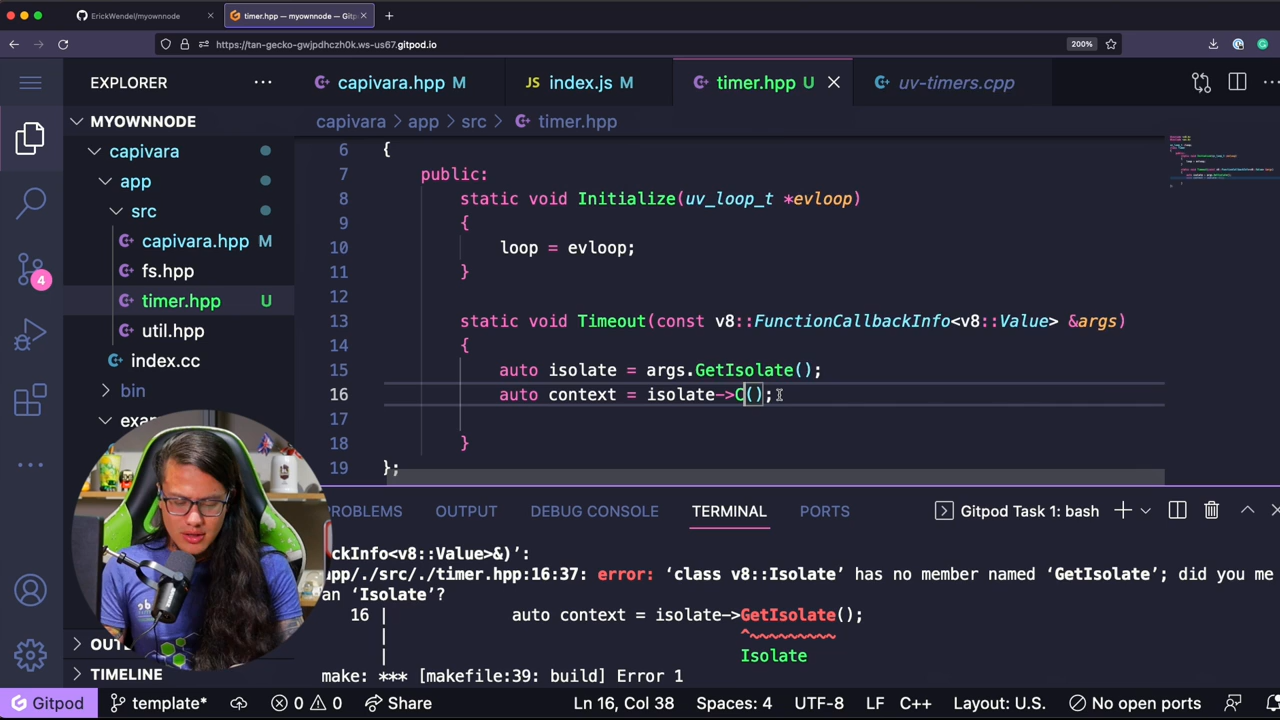 ErickWendel/myownnode
timer.hpp — myownnode — Gitp
https://tan-gecko-gwjpdhczh0k.ws-us67.gitpod.io
200%
EXPLORER
capivara.hpp M
index.js M
timer.hpp U
uv-timers.cpp
MYOWNNODE
capivara > app > src > timer.hpp
capivara
app
src
capivara.hpp M
fs.hpp
timer.hpp U
util.hpp
index.cc
bin
exam
OUT
TIMELINE
4
6 {
7 public:
8 static void Initialize(uv_loop_t *evloop)
9 {
10 loop = evloop;
11 }
12
13 static void Timeout(const v8::FunctionCallbackInfo<v8::Value> &args)
14 {
15 auto isolate = args.GetIsolate();
16 auto context = isolate->C();
17
18 }
19 };
PROBLEMS OUTPUT DEBUG CONSOLE TERMINAL PORTS
Gitpod Task 1: bash
ckInfo<v8::Value>&)’:
app/./src/./timer.hpp:16:37: error: ‘class v8::Isolate’ has no member named ‘GetIsolate’; did you me
an ‘Isolate’?
16 | auto context = isolate->GetIsolate();
| ^~~~~~~~~~
| Isolate
make: *** [makefile:39: build] Error 1
Gitpod template* 0 0 Share Ln 16, Col 38 Spaces: 4 UTF-8 LF C++ Layout: U.S. No open ports